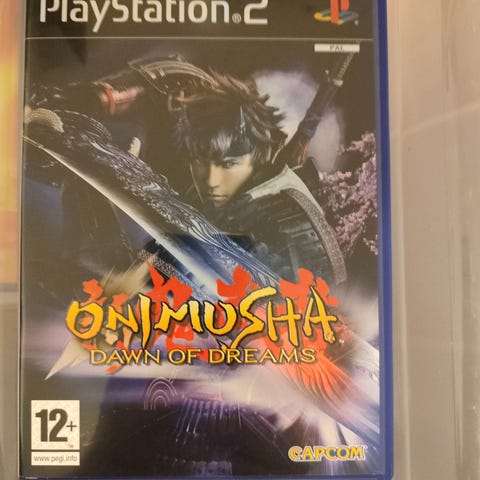 PlayStation®2
PAL
ONIMUSHA
DAWN OF DREAMS
12+
www.pegi.info
CAPCOM